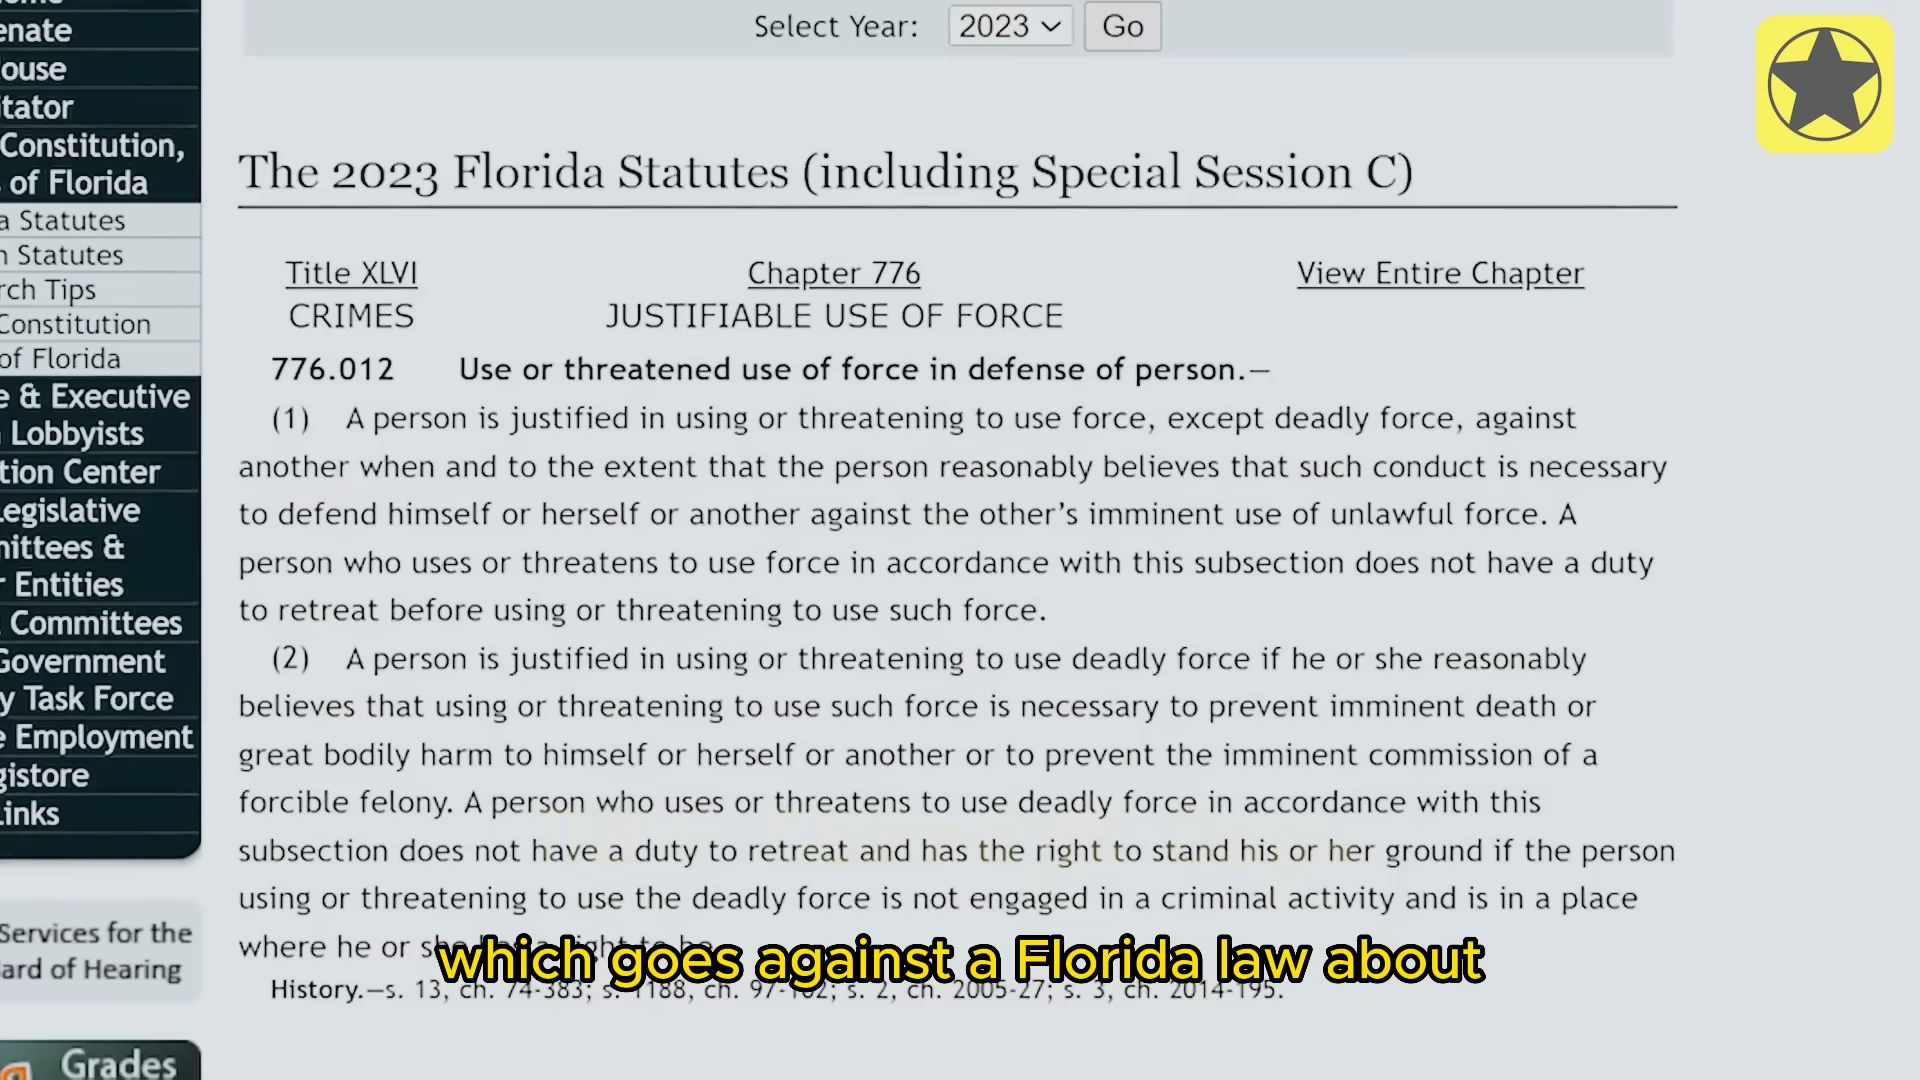 Select Year: 2023 Go
enate
ouse
tator
Constitution,
of Florida
a Statutes
n Statutes
rch Tips
Constitution
of Florida
e & Executive
Lobbyists
tion Center
Legislative
mittees &
r Entities
Committees
Government
y Task Force
e Employment
gistore
Links
Services for the
ard of Hearing
Grades
The 2023 Florida Statutes (including Special Session C)
Title XLVI Chapter 776 View Entire Chapter
CRIMES JUSTIFIABLE USE OF FORCE
776.012 Use or threatened use of force in defense of person.—
(1) A person is justified in using or threatening to use force, except deadly force, against
another when and to the extent that the person reasonably believes that such conduct is necessary
to defend himself or herself or another against the other’s imminent use of unlawful force. A
person who uses or threatens to use force in accordance with this subsection does not have a duty
to retreat before using or threatening to use such force.
(2) A person is justified in using or threatening to use deadly force if he or she reasonably
believes that using or threatening to use such force is necessary to prevent imminent death or
great bodily harm to himself or herself or another or to prevent the imminent commission of a
forcible felony. A person who uses or threatens to use deadly force in accordance with this
subsection does not have a duty to retreat and has the right to stand his or her ground if the person
using or threatening to use the deadly force is not engaged in a criminal activity and is in a place
where he or
which goes against a Florida law about
History.—s. 13, ch. 74-383; s. 1188, ch. s. 2, ch. 2005-27; s. 3, ch. 2014-195.